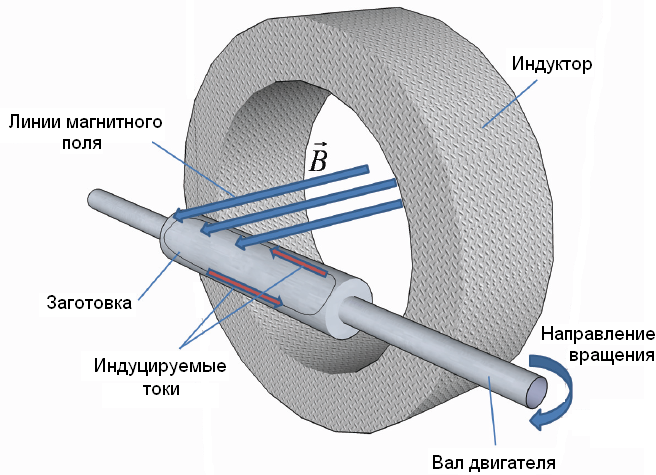 Индуктор
Линии магнитного
поля
B
Заготовка
Индуцируемые
токи
Направление
вращения
Вал двигателя